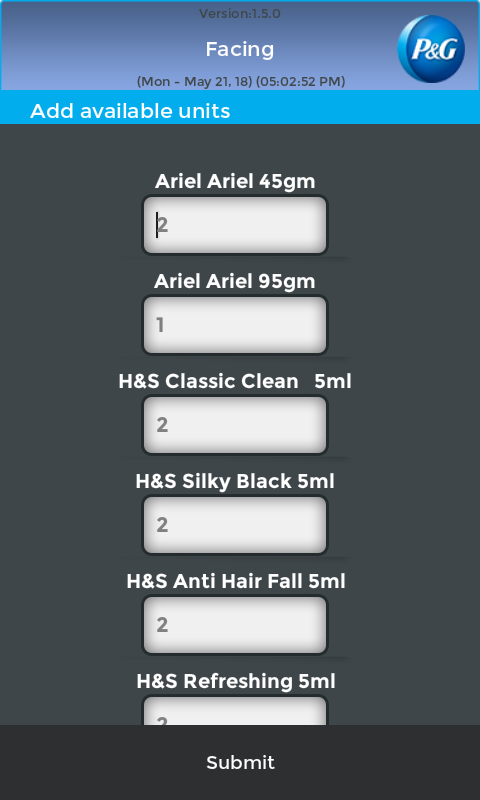 Version:1.5.0
Facing
P&G
(Mon - May 21, 18) (05:02:52 PM)
Add available units
Ariel Ariel 45gm
2
Ariel Ariel 95gm
1
H&S Classic Clean   5ml
2
H&S Silky Black 5ml
2
H&S Anti Hair Fall 5ml
2
H&S Refreshing 5ml
2
Submit